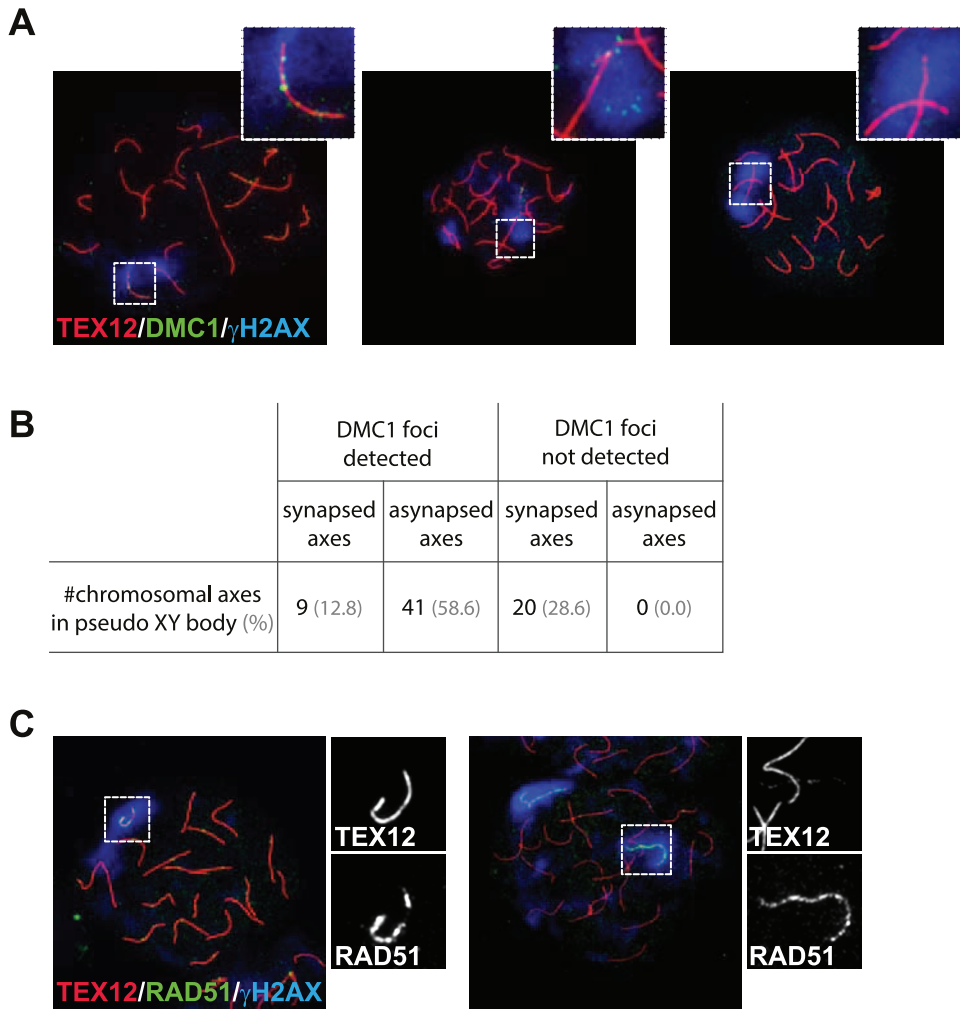 A
TEX12/DMC1/γH2AX
B
DMC1 foci
detected
DMC1 foci
not detected
synapsed
axes
asynapsed
axes
synapsed
axes
asynapsed
axes
#chromosomal axes
in pseudo XY body (%)
9 (12.8)
41 (58.6)
20 (28.6)
0 (0.0)
C
TEX12/RAD51/γH2AX
TEX12
RAD51
TEX12
RAD51